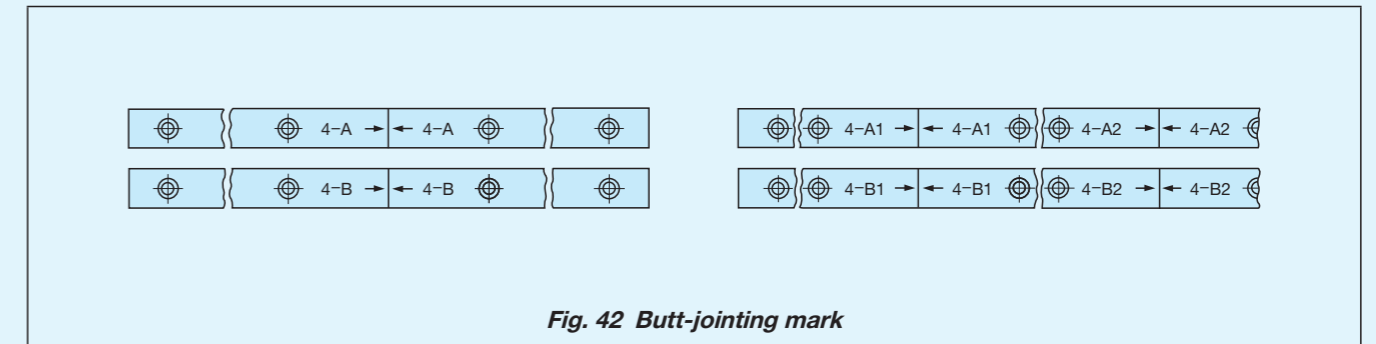 4-A → ← 4-A 4-A1 → ← 4-A1 4-A2 → ← 4-A2
4-B → ← 4-B 4-B1 → ← 4-B1 4-B2 → ← 4-B2
Fig. 42 Butt-jointing mark